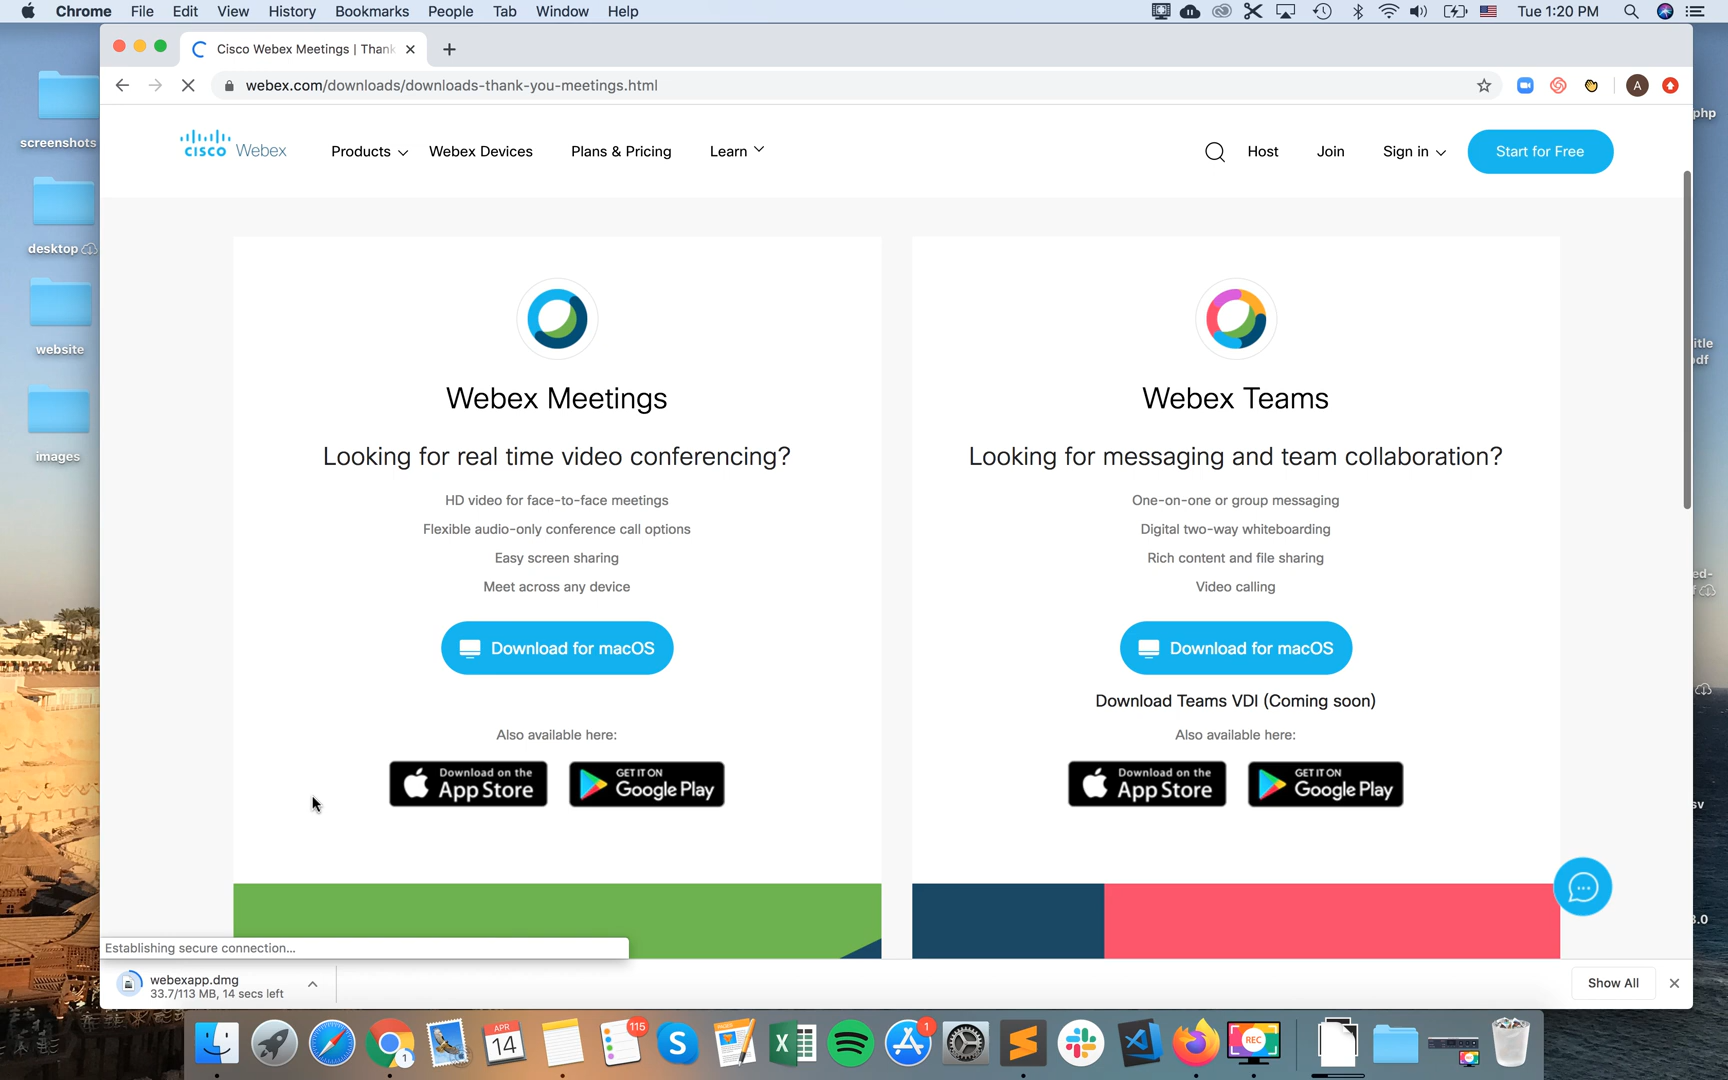 Chrome File Edit View History Bookmarks People Tab Window Help Tue 1:20 PM
Cisco Webex Meetings | Thank
webex.com/downloads/downloads-thank-you-meetings.html A
screenshots
desktop
website
images
php
itle
df
ed-
f
sv
3.0
CISCO Webex Products Webex Devices Plans & Pricing Learn Host Join Sign in Start for Free
Webex Meetings
Looking for real time video conferencing?
HD video for face-to-face meetings
Flexible audio-only conference call options
Easy screen sharing
Meet across any device
Download for macOS
Also available here:
Download on the
App Store
GET IT ON
Google Play
Webex Teams
Looking for messaging and team collaboration?
One-on-one or group messaging
Digital two-way whiteboarding
Rich content and file sharing
Video calling
Download for macOS
Download Teams VDI (Coming soon)
Also available here:
Download on the
App Store
GET IT ON
Google Play
Establishing secure connection...
webexapp.dmg
33.7/113 MB, 14 secs left
Show All
1
APR
14
115
S
PAGES
X
1
REC